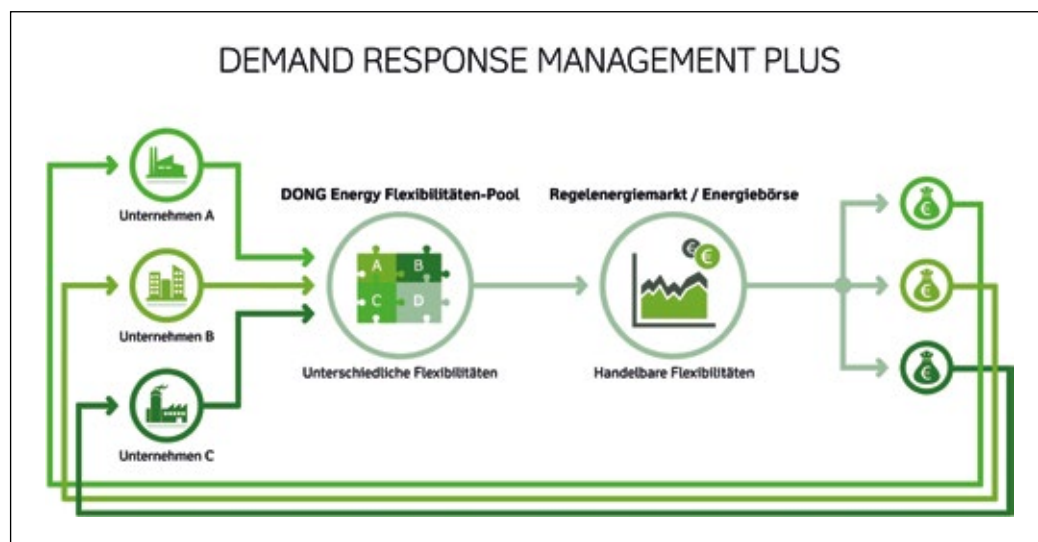 DEMAND RESPONSE MANAGEMENT PLUS
Unternehmen A
Unternehmen B
Unternehmen C
DONG Energy Flexibilitäten-Pool
A B
C D
Unterschiedliche Flexibilitäten
Regelenergiemarkt / Energiebörse
€ €
Handelbare Flexibilitäten
€
€
€